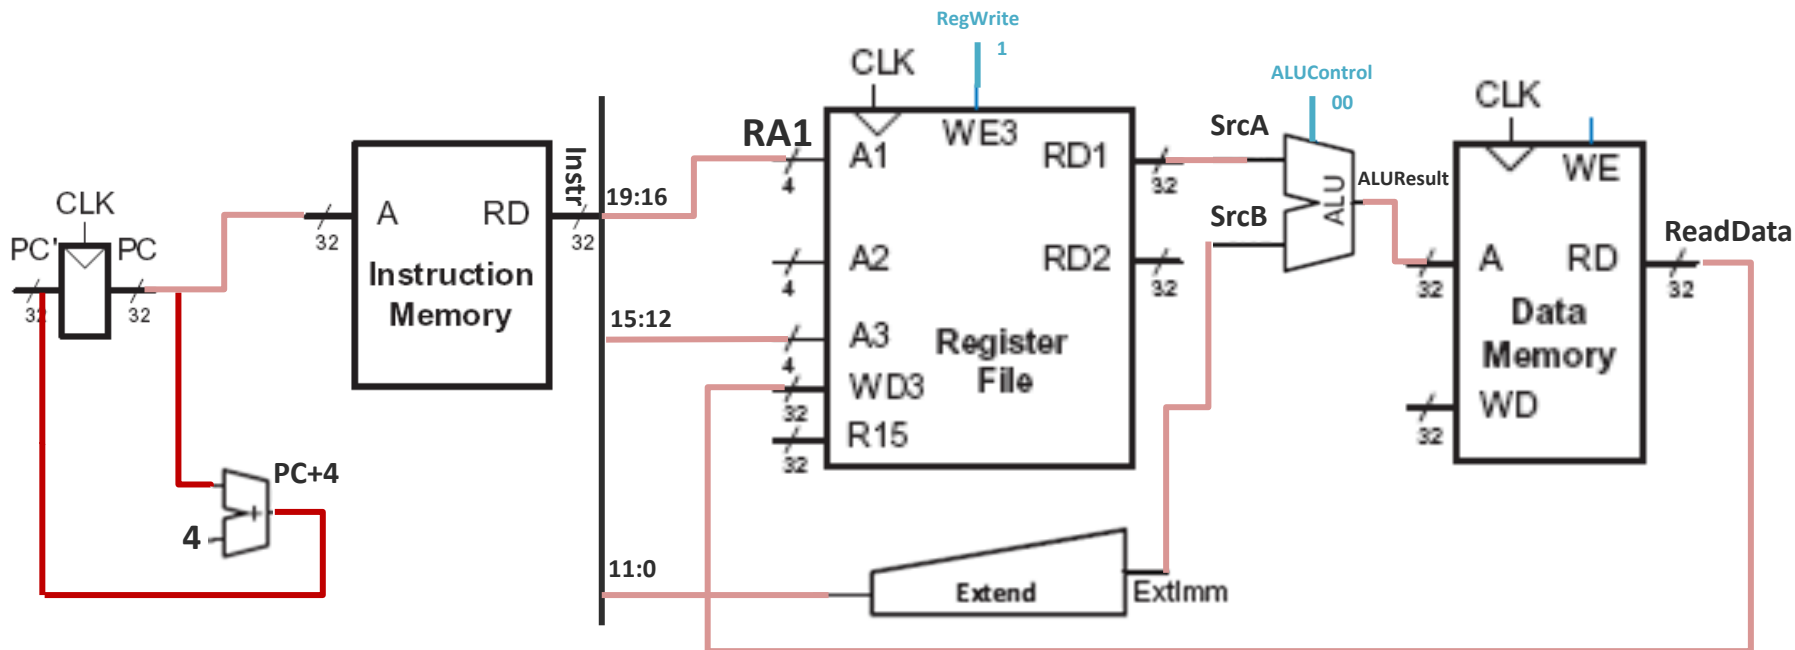 RegWrite
1
CLK
ALUControl
00
CLK
RA1
WE3
SrcA
Instr
A1
RD1
WE
4
32
ALUResult
19:16
CLK
A
RD
SrcB
ALU
PC'
PC
32
32
A2
RD2
ReadData
Instruction
Memory
4
32
A
RD
32
32
32
32
Data
Memory
15:12
A3
Register
File
4
WD3
32
WD
R15
32
32
PC+4
+
4
11:0
Extend
ExtImm